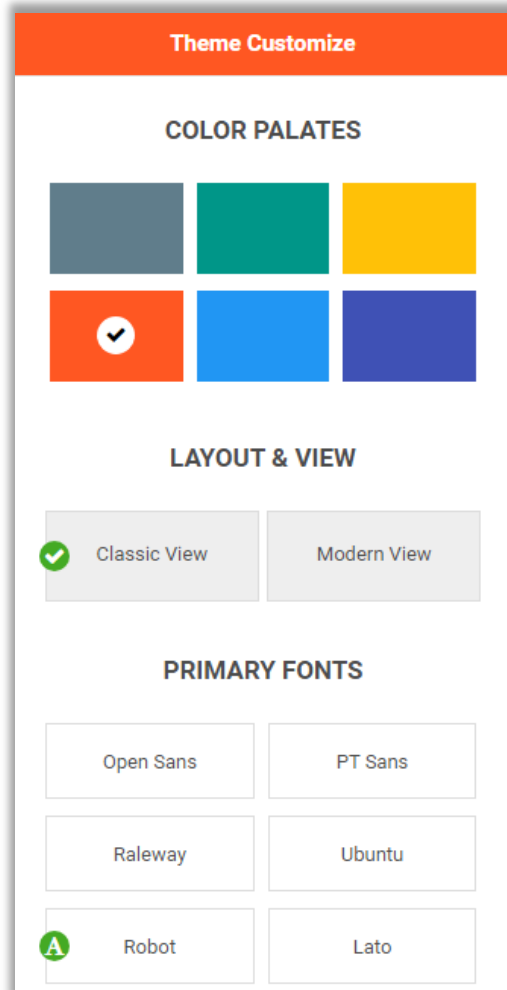 Theme Customize
COLOR PALATES
LAYOUT & VIEW
Classic View
Modern View
PRIMARY FONTS
Open Sans
PT Sans
Raleway
Ubuntu
A
Robot
Lato